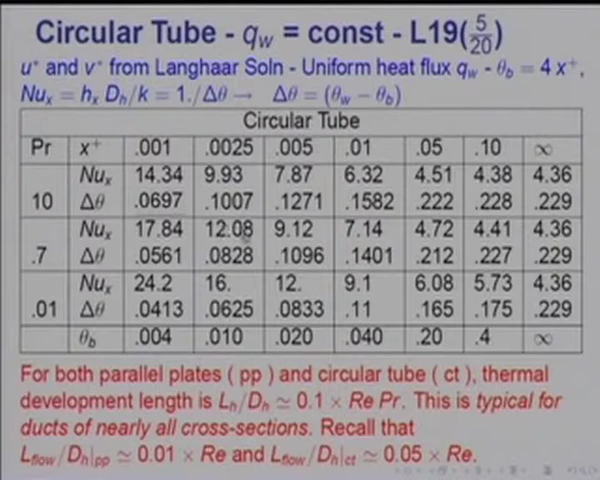 Circular Tube - q_w = const - L19(5/20)
u* and v* from Langhaar Soln - Uniform heat flux q_w - θ_b = 4 x⁺,
Nu_x = h_x D_h/k = 1./Δθ → Δθ = (θ_w − θ_b)
Circular Tube
Pr x⁺ .001 .0025 .005 .01 .05 .10 ∞
Nu_x 14.34 9.93 7.87 6.32 4.51 4.38 4.36
10 Δθ .0697 .1007 .1271 .1582 .222 .228 .229
Nu_x 17.84 12.08 9.12 7.14 4.72 4.41 4.36
.7 Δθ .0561 .0828 .1096 .1401 .212 .227 .229
Nu_x 24.2 16. 12. 9.1 6.08 5.73 4.36
.01 Δθ .0413 .0625 .0833 .11 .165 .175 .229
θ_b .004 .010 .020 .040 .20 .4 ∞
For both parallel plates ( pp ) and circular tube ( ct ), thermal
development length is L_h/D_h ≃ 0.1 × Re Pr. This is typical for
ducts of nearly all cross-sections. Recall that
L_flow/D_h|_pp ≃ 0.01 × Re and L_flow/D_h|_ct ≃ 0.05 × Re.